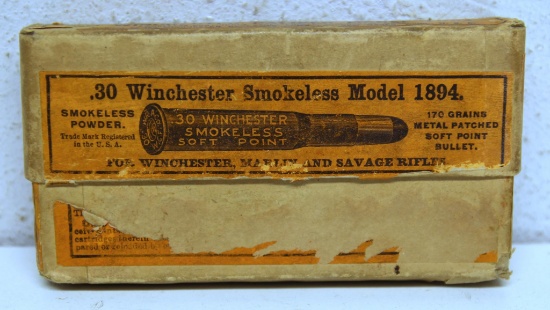 .30 Winchester Smokeless Model 1894.
SMOKELESS
POWDER.
Trade Mark Registered
in the U.S.A.
.30 WINCHESTER
SMOKELESS
SOFT POINT
170 GRAINS
METAL PATCHED
SOFT POINT
BULLET.
FOR WINCHESTER, MARLIN AND SAVAGE RIFLES